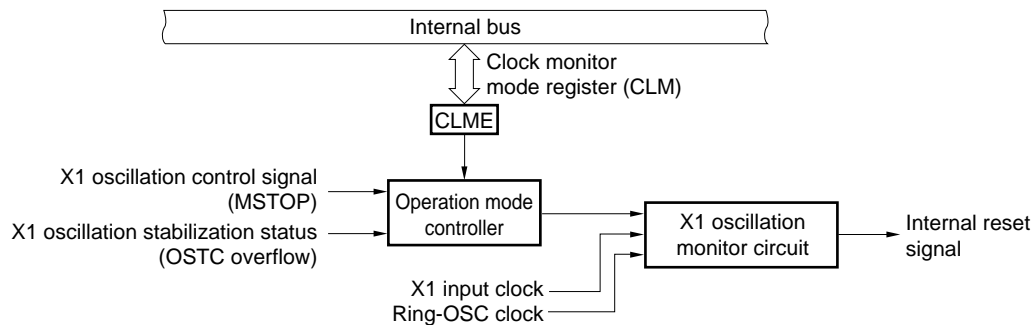 Internal bus
Clock monitor
mode register (CLM)
CLME
X1 oscillation control signal
(MSTOP)
X1 oscillation stabilization status
(OSTC overflow)
Operation mode
controller
X1 oscillation
monitor circuit
Internal reset
signal
X1 input clock
Ring-OSC clock